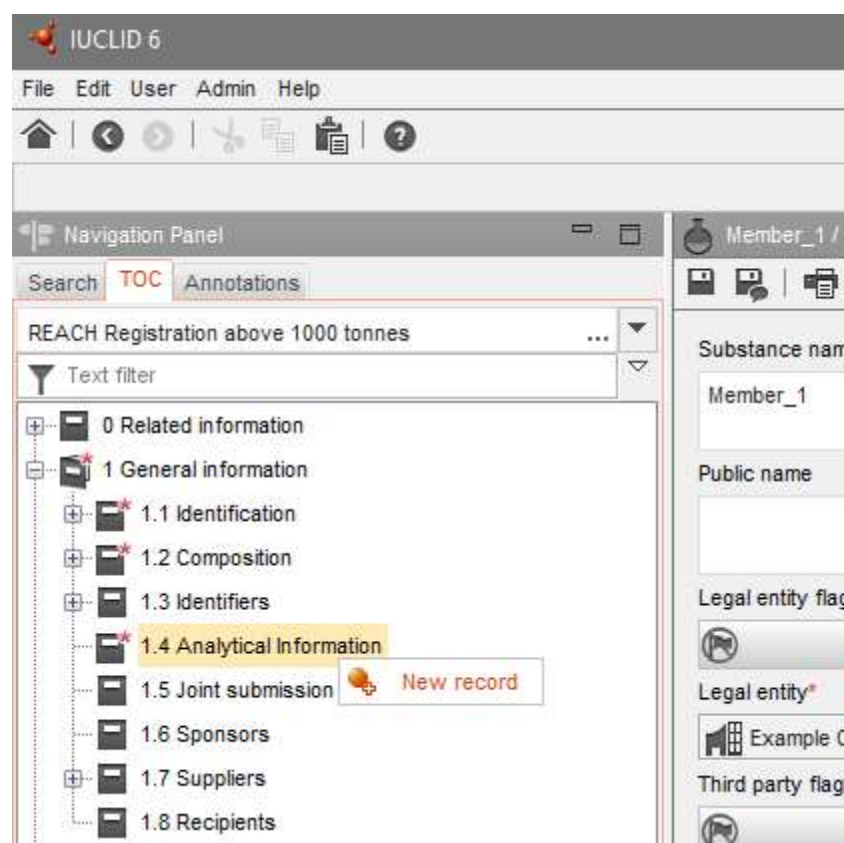 IUCLID 6
File Edit User Admin Help
Navigation Panel
Search TOC Annotations
REACH Registration above 1000 tonnes ...
Text filter
0 Related information
1 General information
1.1 Identification
1.2 Composition
1.3 Identifiers
1.4 Analytical Information
New record
1.5 Joint submission
1.6 Sponsors
1.7 Suppliers
1.8 Recipients
Member_1 /
Substance nam
Member_1
Public name
Legal entity flag
Legal entity*
Example C
Third party flag